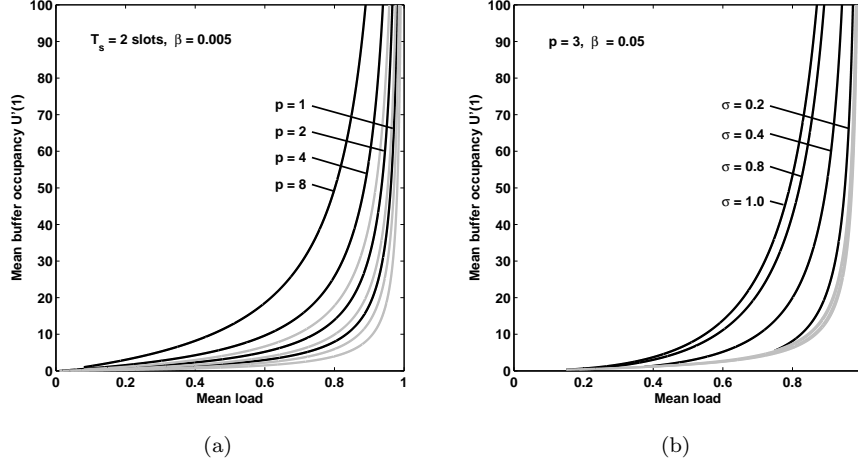 100
90
80
70
60
50
40
30
20
10
0
Mean buffer occupancy U'(1)
T_s = 2 slots, β = 0.005
p = 1
p = 2
p = 4
p = 8
0 0.2 0.4 0.6 0.8 1
Mean load
(a)
100
90
80
70
60
50
40
30
20
10
0
Mean buffer occupancy U'(1)
p = 3, β = 0.05
σ = 0.2
σ = 0.4
σ = 0.8
σ = 1.0
0 0.2 0.4 0.6 0.8
Mean load
(b)